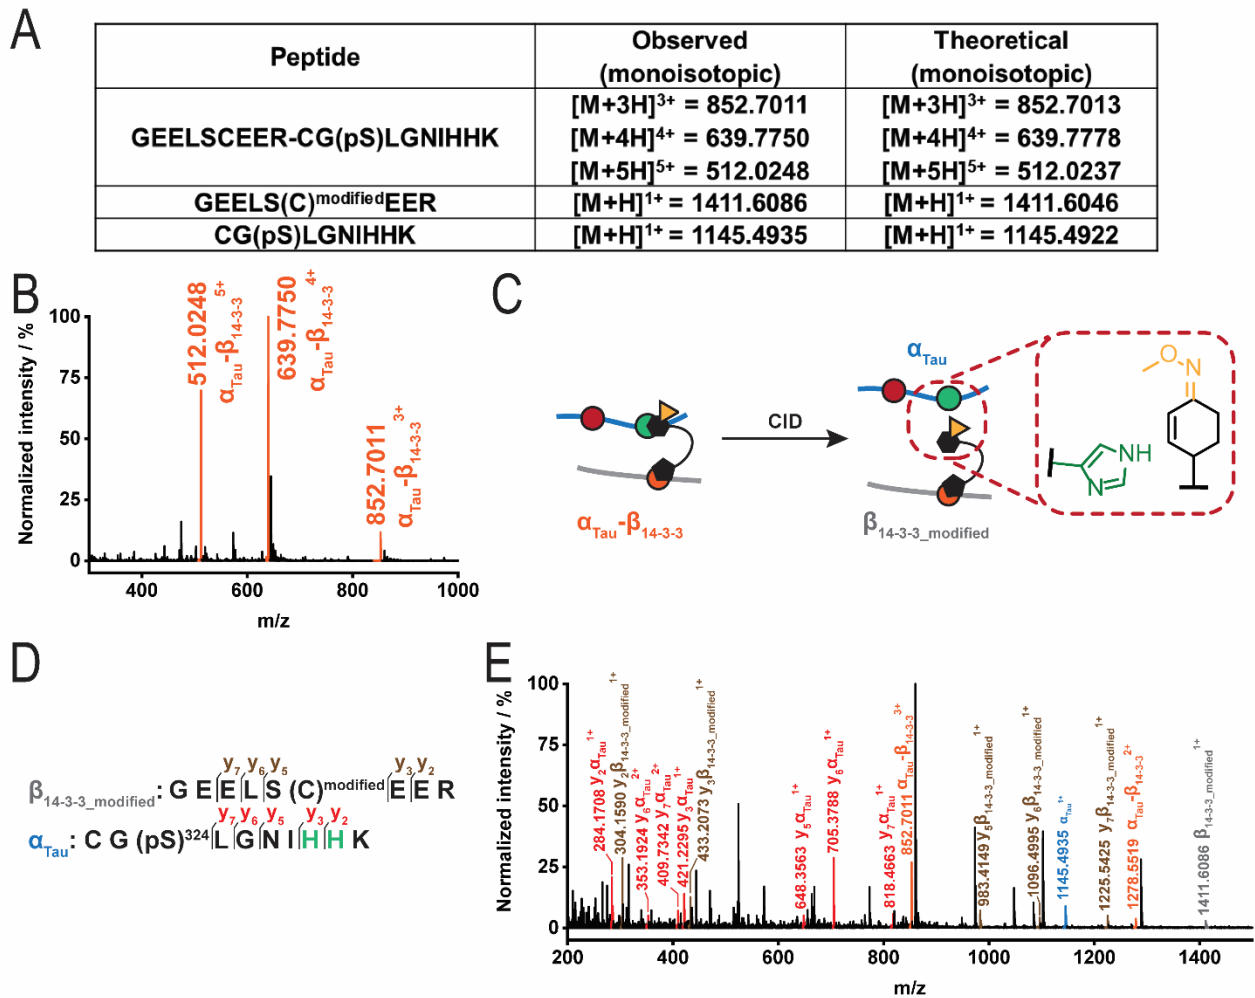 A
Peptide
Observed (monoisotopic)
Theoretical (monoisotopic)
GEELSCEER-CG(pS)LGNIHHK
[M+3H]³⁺ = 852.7011
[M+3H]³⁺ = 852.7013
[M+4H]⁴⁺ = 639.7750
[M+4H]⁴⁺ = 639.7778
[M+5H]⁵⁺ = 512.0248
[M+5H]⁵⁺ = 512.0237
GEELS(C)modifiedEER
[M+H]¹⁺ = 1411.6086
[M+H]¹⁺ = 1411.6046
CG(pS)LGNIHHK
[M+H]¹⁺ = 1145.4935
[M+H]¹⁺ = 1145.4922
B
Normalized intensity / %
100
75
50
25
0
400
600
800
1000
m/z
512.0248 5+
αTau-β14-3-3
639.7750 4+
αTau-β14-3-3
852.7011 3+
αTau-β14-3-3
C
αTau-β14-3-3
CID
αTau
β14-3-3_modified
O
N
NH
N
D
y7 y6 y5 y3 y2
β14-3-3_modified: G E E L S (C)modified E E R
y7 y6 y5 y3 y2
αTau: C G (pS)³²⁴ L G N I H H K
E
Normalized intensity / %
100
75
50
25
0
200
400
600
800
1000
1200
1400
m/z
284.1708 y2αTau 1+
304.1590 y2β14-3-3_modified 1+
353.1924 y6αTau 2+
409.7342 y7αTau 2+
421.2295 y3αTau 1+
433.2073 y3β14-3-3_modified 1+
648.3563 y5αTau 1+
705.3788 y6αTau 1+
818.4663 y7αTau 1+
852.7011 αTau-β14-3-3 3+
983.4149 y5β14-3-3_modified 1+
1096.4995 y6β14-3-3_modified 1+
1145.4935 αTau 1+
1225.5425 y7β14-3-3_modified 1+
1278.5519 αTau-β14-3-3 2+
1411.6086 β14-3-3_modified 1+